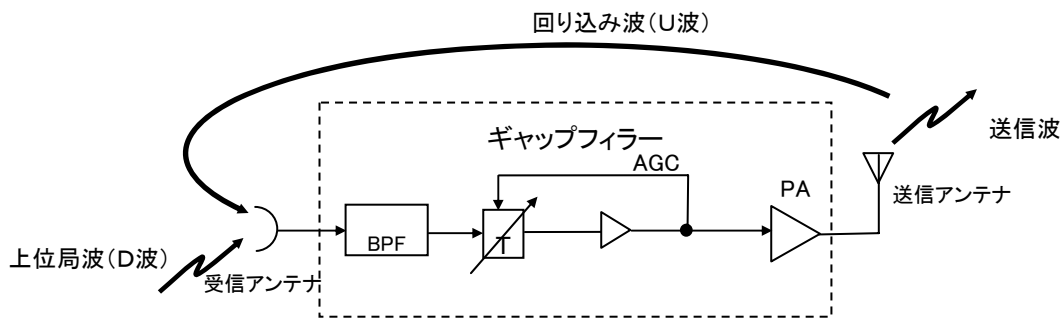 回り込み波(U波)
ギャップフィラー
送信波
AGC
PA
送信アンテナ
BPF
T
上位局波(D波)
受信アンテナ